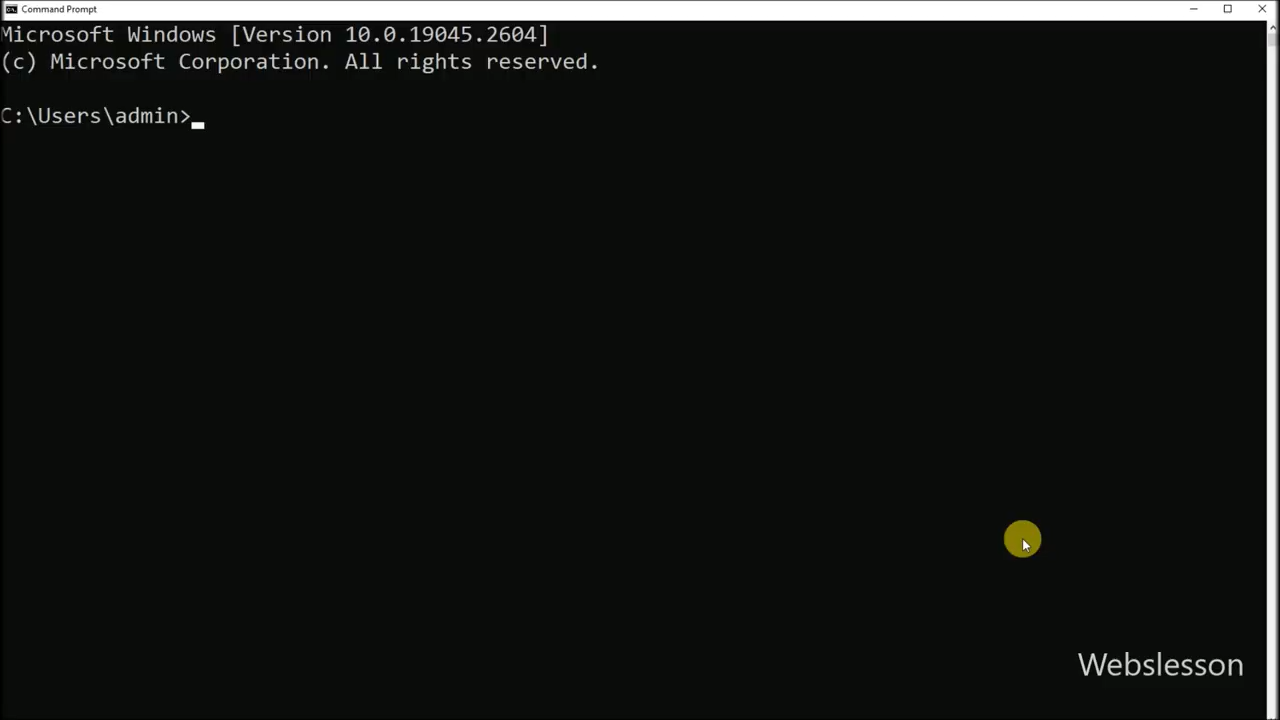 Command Prompt
Microsoft Windows [Version 10.0.19045.2604]
(c) Microsoft Corporation. All rights reserved.
C:\Users\admin>
Webslesson